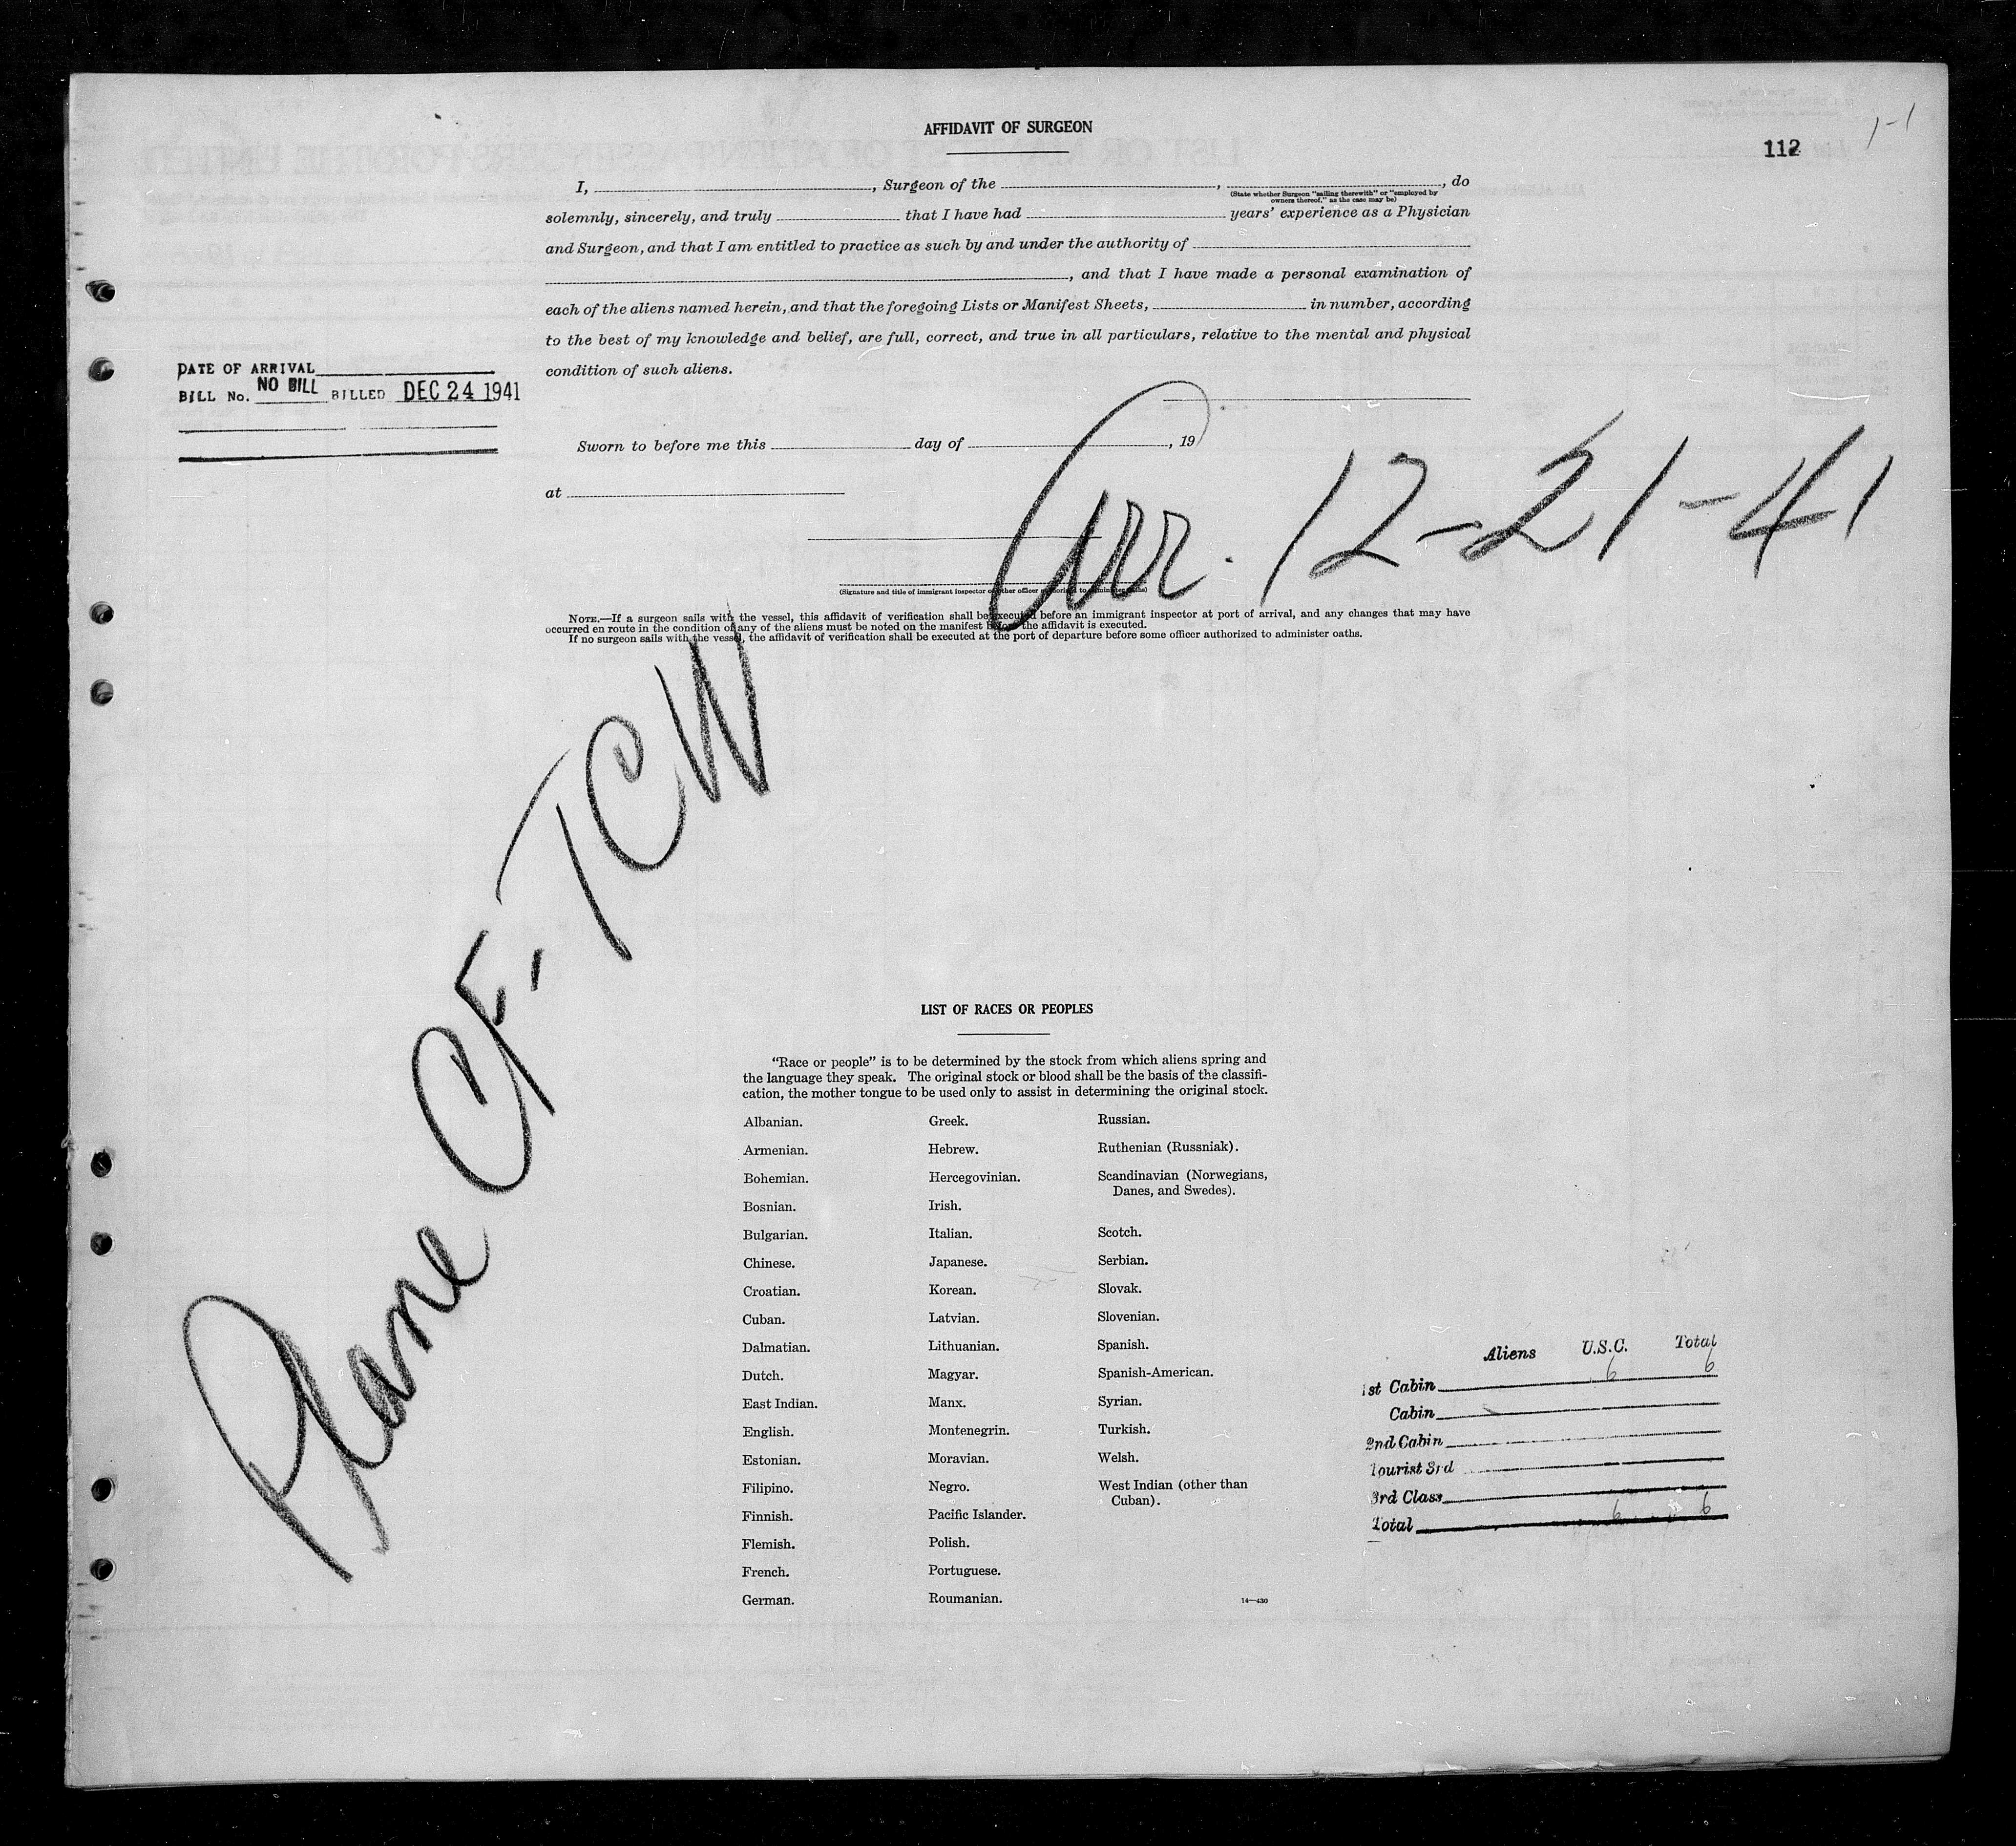 AFFIDAVIT OF SURGEON
112
1-1
I, , Surgeon of the , , do
(State whether Surgeon "sailing therewith" or "employed by
owners thereof," as the case may be)
solemnly, sincerely, and truly that I have had years' experience as a Physician
and Surgeon, and that I am entitled to practice as such by and under the authority of
, and that I have made a personal examination of
each of the aliens named herein, and that the foregoing Lists or Manifest Sheets, in number, according
to the best of my knowledge and belief, are full, correct, and true in all particulars, relative to the mental and physical
condition of such aliens.
DATE OF ARRIVAL
BILL No. NO BILL BILLED DEC 24 1941
Sworn to before me this day of , 19
at
Arr. 12-21-41
(Signature and title of immigrant inspector or other officer authorized to administer oaths)
NOTE.—If a surgeon sails with the vessel, this affidavit of verification shall be executed before an immigrant inspector at port of arrival, and any changes that may have
occurred en route in the condition of any of the aliens must be noted on the manifest before the affidavit is executed.
If no surgeon sails with the vessel, the affidavit of verification shall be executed at the port of departure before some officer authorized to administer oaths.
Plane CF-TCW
LIST OF RACES OR PEOPLES
"Race or people" is to be determined by the stock from which aliens spring and
the language they speak. The original stock or blood shall be the basis of the classifi-
cation, the mother tongue to be used only to assist in determining the original stock.
Albanian.
Armenian.
Bohemian.
Bosnian.
Bulgarian.
Chinese.
Croatian.
Cuban.
Dalmatian.
Dutch.
East Indian.
English.
Estonian.
Filipino.
Finnish.
Flemish.
French.
German.
Greek.
Hebrew.
Hercegovinian.
Irish.
Italian.
Japanese.
Korean.
Latvian.
Lithuanian.
Magyar.
Manx.
Montenegrin.
Moravian.
Negro.
Pacific Islander.
Polish.
Portuguese.
Roumanian.
Russian.
Ruthenian (Russniak).
Scandinavian (Norwegians,
Danes, and Swedes).
Scotch.
Serbian.
Slovak.
Slovenian.
Spanish.
Spanish-American.
Syrian.
Turkish.
Welsh.
West Indian (other than
Cuban).
14—430
Aliens U.S.C. Total
1st Cabin 6 6
Cabin
2nd Cabin
Tourist 3rd
3rd Class
Total 6 6